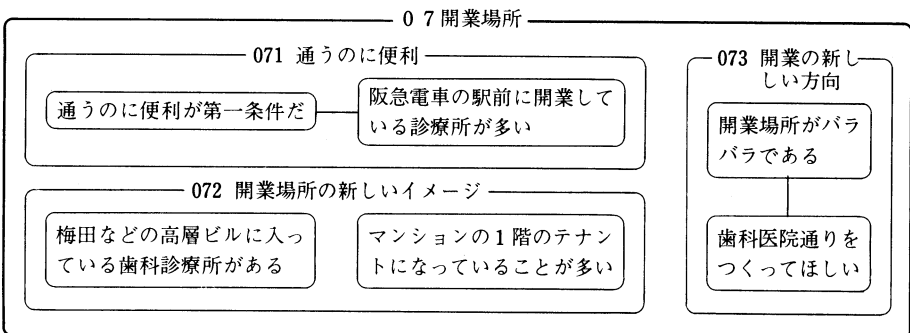 07開業場所
071 通うのに便利
通うのに便利が第一条件だ
阪急電車の駅前に開業して
いる診療所が多い
072 開業場所の新しいイメージ
梅田などの高層ビルに入っ
ている歯科診療所がある
マンションの1階のテナン
トになっていることが多い
073 開業の新し
しい方向
開業場所がバラ
バラである
歯科医院通りを
つくってほしい